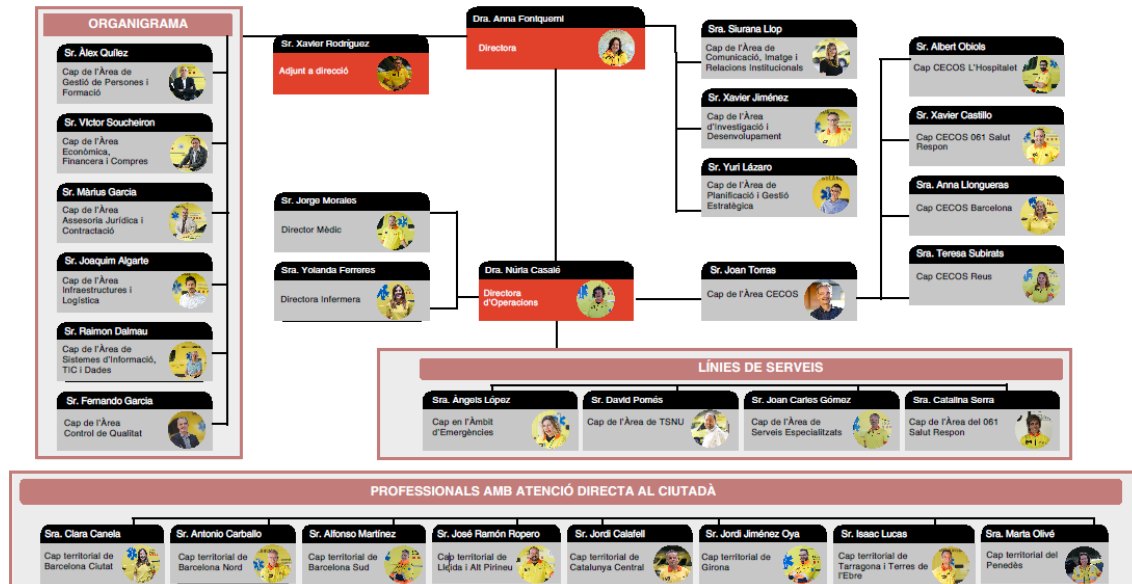 ORGANIGRAMA
Sr. Àlex Quílez
Cap de l'Àrea de
Gestió de Persones i
Formació
Sr. Víctor Soucheiron
Cap de l'Àrea
Econòmica,
Financera i Compres
Sr. Màrius Garcia
Cap de l'Àrea
Assesoria Jurídica i
Contractació
Sr. Joaquim Algarte
Cap de l'Àrea
Infraestructures i
Logística
Sr. Raimon Dalmau
Cap de l'Àrea de
Sistemes d'Informació,
TIC i Dades
Sr. Fernando Garcia
Cap de l'Àrea
Control de Qualitat
Dra. Anna Fontquerni
Directora
Sr. Xavier Rodríguez
Adjunt a direcció
Sra. Siurana Llop
Cap de l'Àrea de
Comunicació, Imatge i
Relacions Institucionals
Sr. Xavier Jiménez
Cap de l'Àrea
d'Investigació i
Desenvolupament
Sr. Yuri Lázaro
Cap de l'Àrea de
Planificació i Gestió
Estratègica
Sr. Albert Obiols
Cap CECOS L'Hospitalet
Sr. Xavier Castillo
Cap CECOS 061 Salut
Respon
Sra. Anna Llongueras
Cap CECOS Barcelona
Sra. Teresa Subirats
Cap CECOS Reus
Sr. Jorge Morales
Director Mèdic
Sra. Yolanda Ferreres
Directora Infermera
Dra. Núria Casalé
Directora
d'Operacions
Sr. Joan Torras
Cap de l'Àrea CECOS
LÍNIES DE SERVEIS
Sra. Àngels López
Cap en l'Àmbit
d'Emergències
Sr. David Pomés
Cap de l'Àrea de TSNU
Sr. Joan Carles Gómez
Cap de l'Àrea de
Serveis Especialitzats
Sra. Catalina Serra
Cap de l'Àrea del 061
Salut Respon
PROFESSIONALS AMB ATENCIÓ DIRECTA AL CIUTADÀ
Sra. Clara Canela
Cap territorial de
Barcelona Ciutat
Sr. Antonio Carballo
Cap territorial de
Barcelona Nord
Sr. Alfonso Martínez
Cap territorial de
Barcelona Sud
Sr. José Ramón Ropero
Cap territorial de
Lleida i Alt Pirineu
Sr. Jordi Calafell
Cap territorial de
Catalunya Central
Sr. Jordi Jiménez Oya
Cap territorial de
Girona
Sr. Isaac Lucas
Cap territorial de
Tarragona i Terres de
l'Ebre
Sra. Marta Olivé
Cap territorial del
Penedès